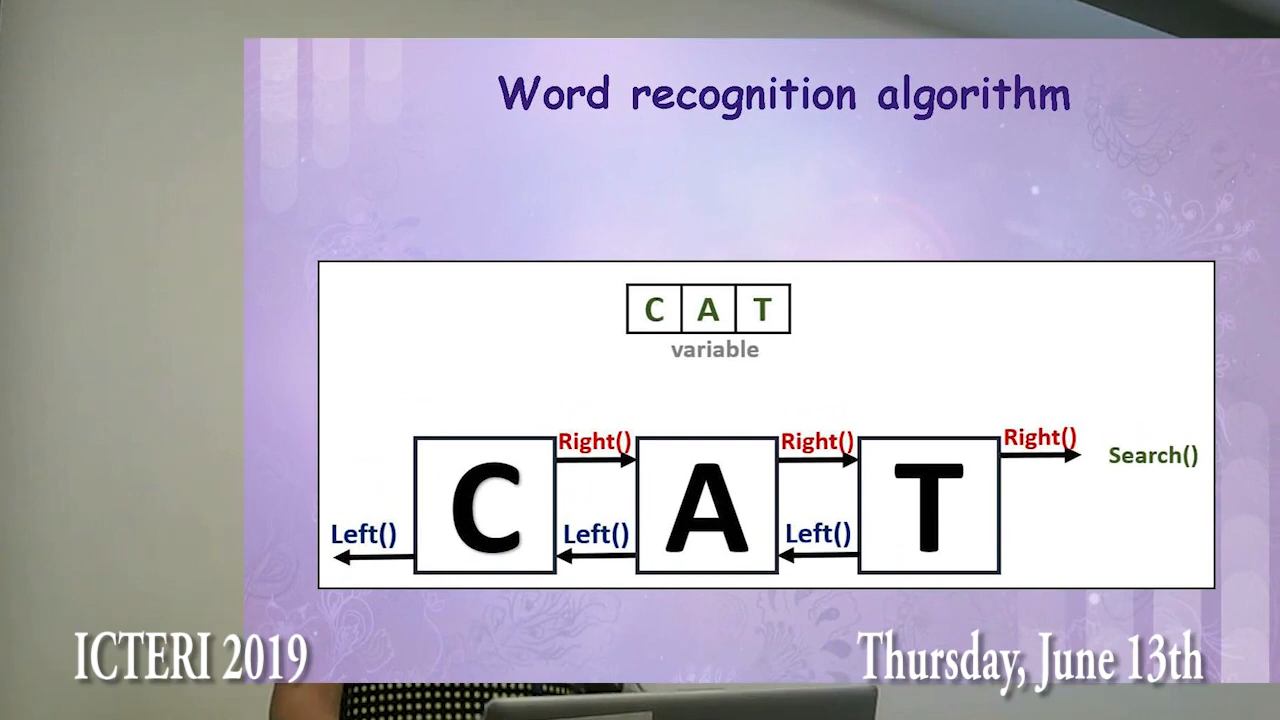 Word recognition algorithm
C A T
variable
Right() Right() Right() Search()
C A T
Left() Left() Left()
ICTERI 2019
Thursday, June 13th